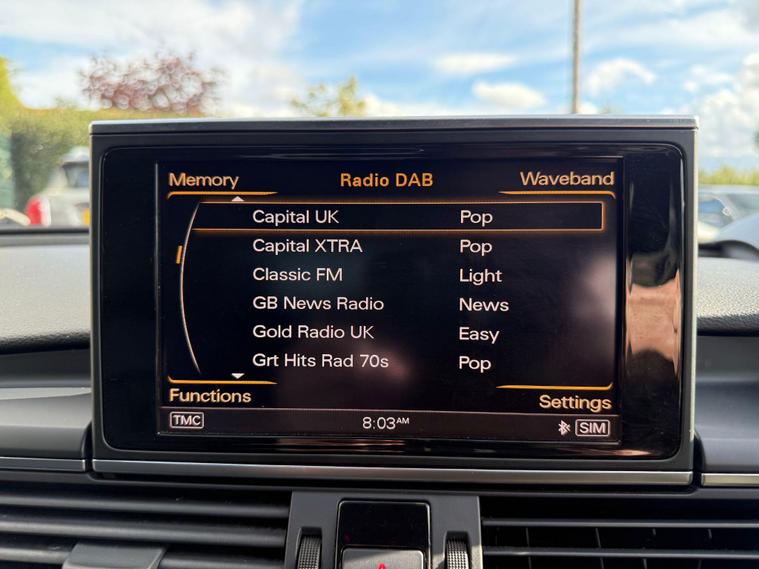 Memory Radio DAB Waveband
Capital UK Pop
Capital XTRA Pop
Classic FM Light
GB News Radio News
Gold Radio UK Easy
Grt Hits Rad 70s Pop
Functions Settings
TMC 8:03AM SIM